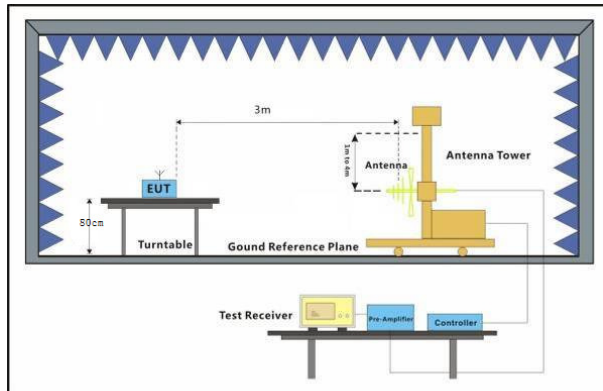 3m
1m to 4m
Antenna
Antenna Tower
EUT
80cm
Turntable
Gound Reference Plane
Test Receiver
Pre-Amplifier
Controller